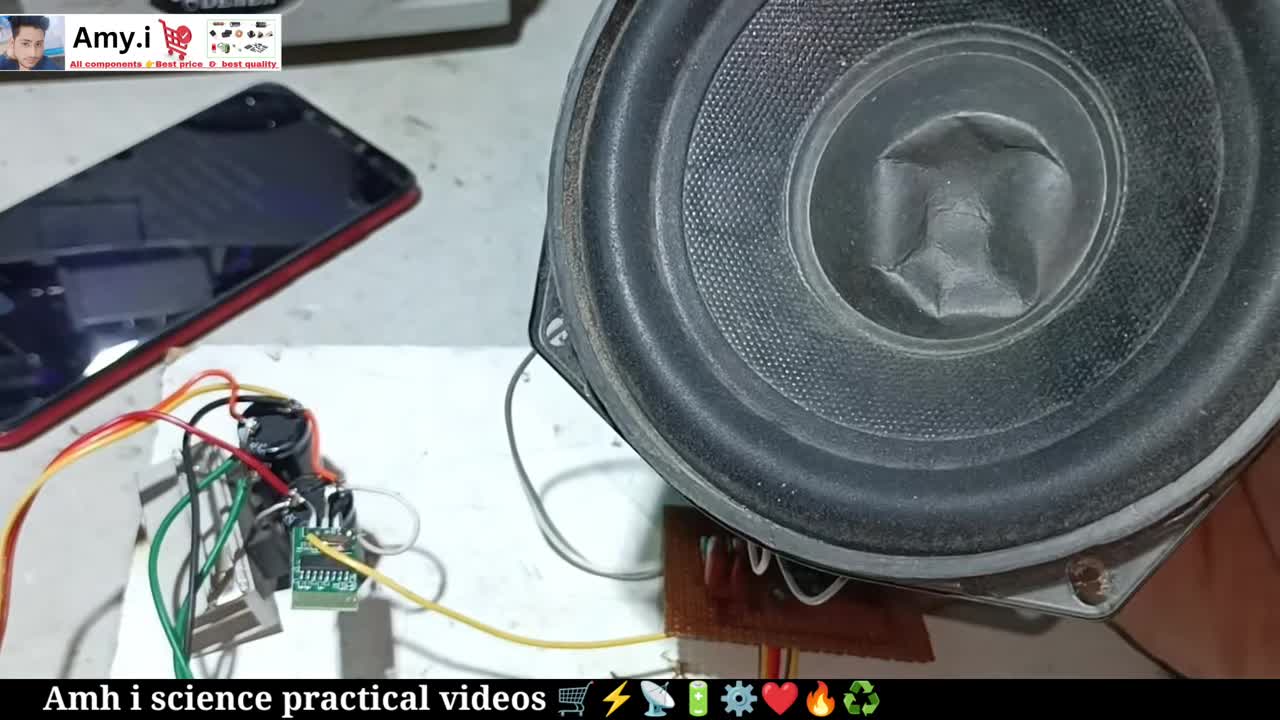 Amy.i
All components 👉Best price & best quality
Amh i science practical videos 🛒⚡📡🔋⚙️❤️🔥♻️